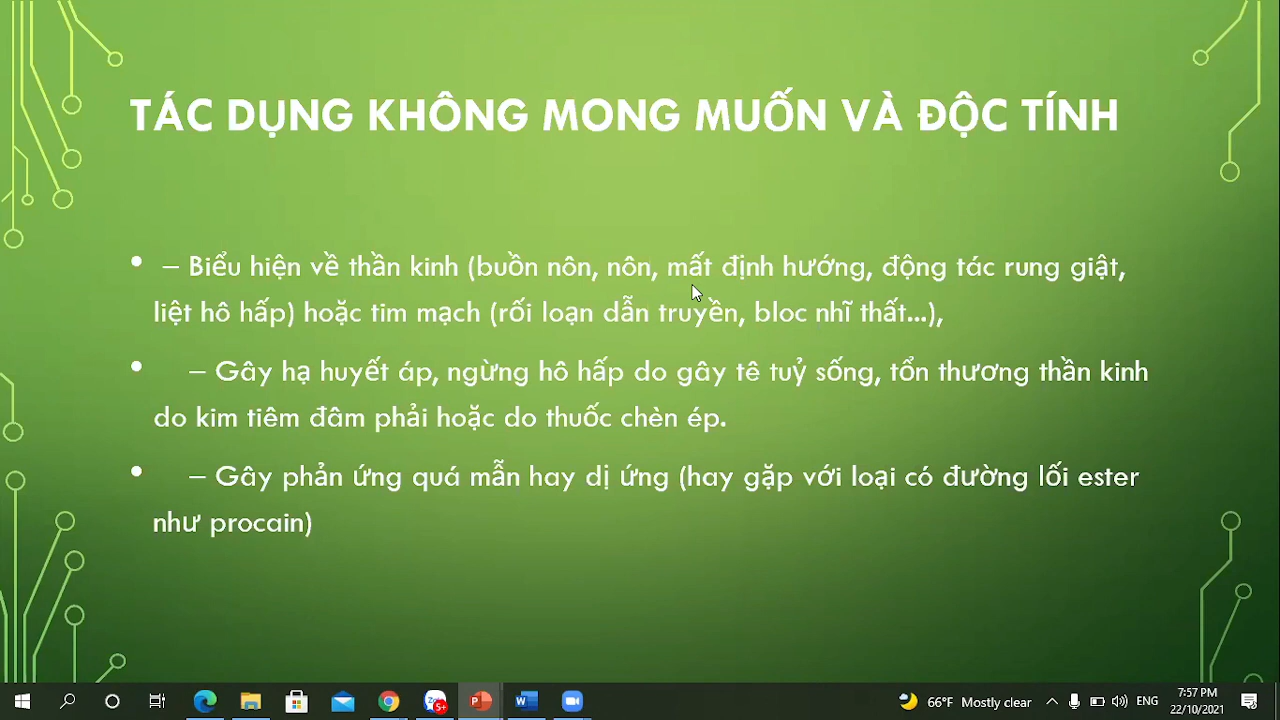 TÁC DỤNG KHÔNG MONG MUỐN VÀ ĐỘC TÍNH
• – Biểu hiện về thần kinh (buồn nôn, nôn, mất định hướng, động tác rung giật,
liệt hô hấp) hoặc tim mạch (rối loạn dẫn truyền, bloc nhĩ thất...),
• – Gây hạ huyết áp, ngừng hô hấp do gây tê tuỷ sống, tổn thương thần kinh
do kim tiêm đâm phải hoặc do thuốc chèn ép.
• – Gây phản ứng quá mẫn hay dị ứng (hay gặp với loại có đường lối ester
như procain)
66°F Mostly clear
ENG
7:57 PM
22/10/2021
5+